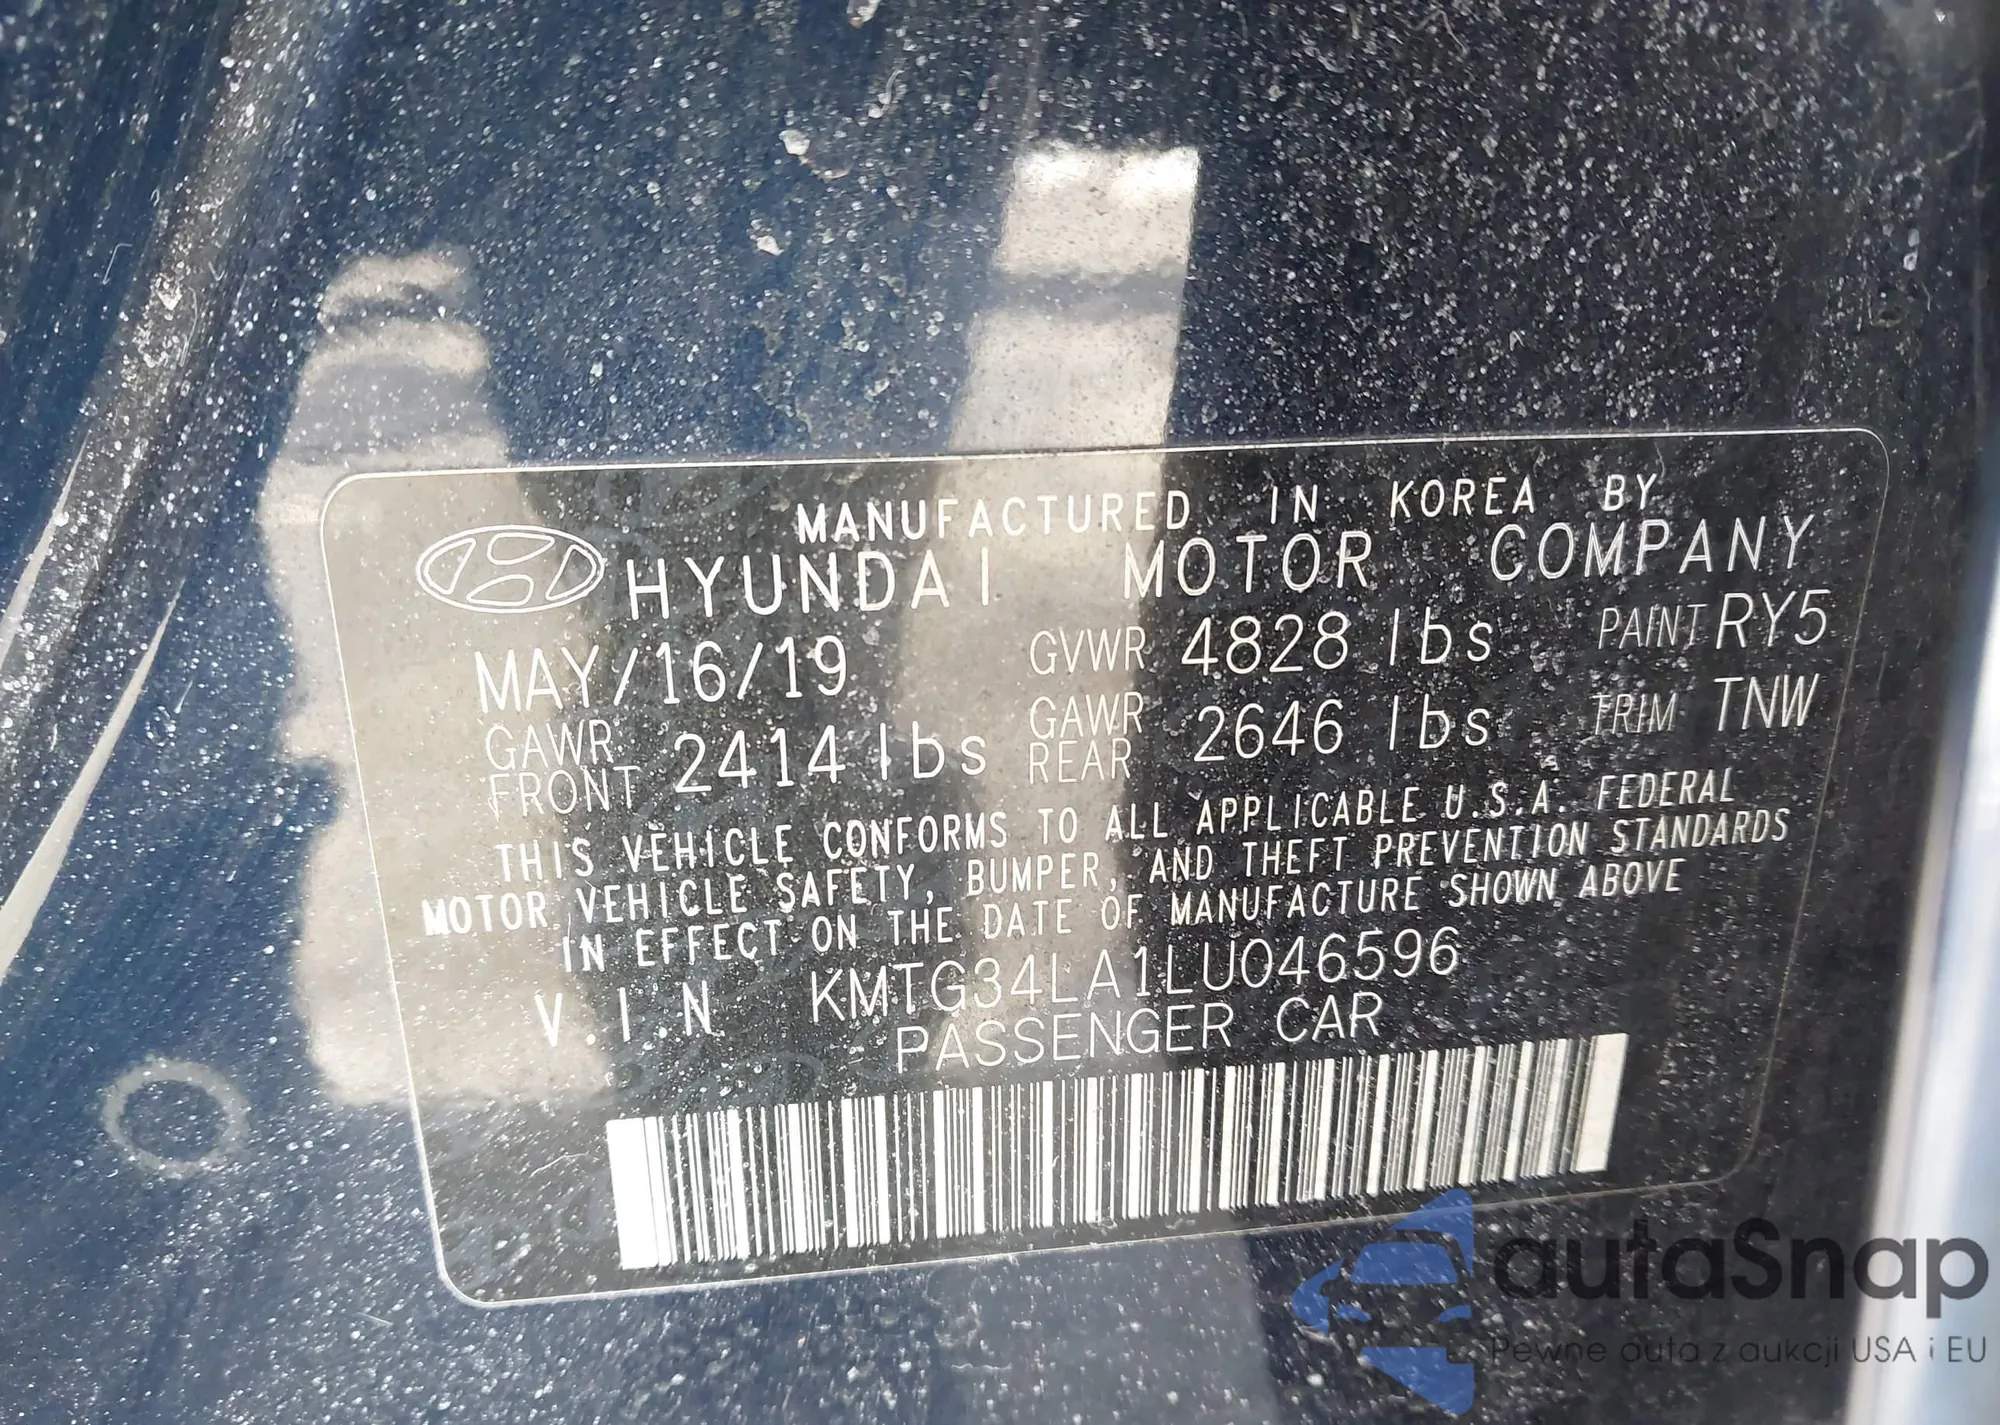 MANUFACTURED IN KOREA BY
HYUNDAI MOTOR COMPANY
MAY/16/19 GVWR 4828 lbs PAINT RY5
GAWR FRONT 2414 lbs GAWR REAR 2646 lbs TRIM TNW
THIS VEHICLE CONFORMS TO ALL APPLICABLE U.S.A. FEDERAL
MOTOR VEHICLE SAFETY, BUMPER, AND THEFT PREVENTION STANDARDS
IN EFFECT ON THE DATE OF MANUFACTURE SHOWN ABOVE
V.I.N KMTG34LA1LU046596
PASSENGER CAR
autaSnap
Pewne auta z aukcji USA i EU